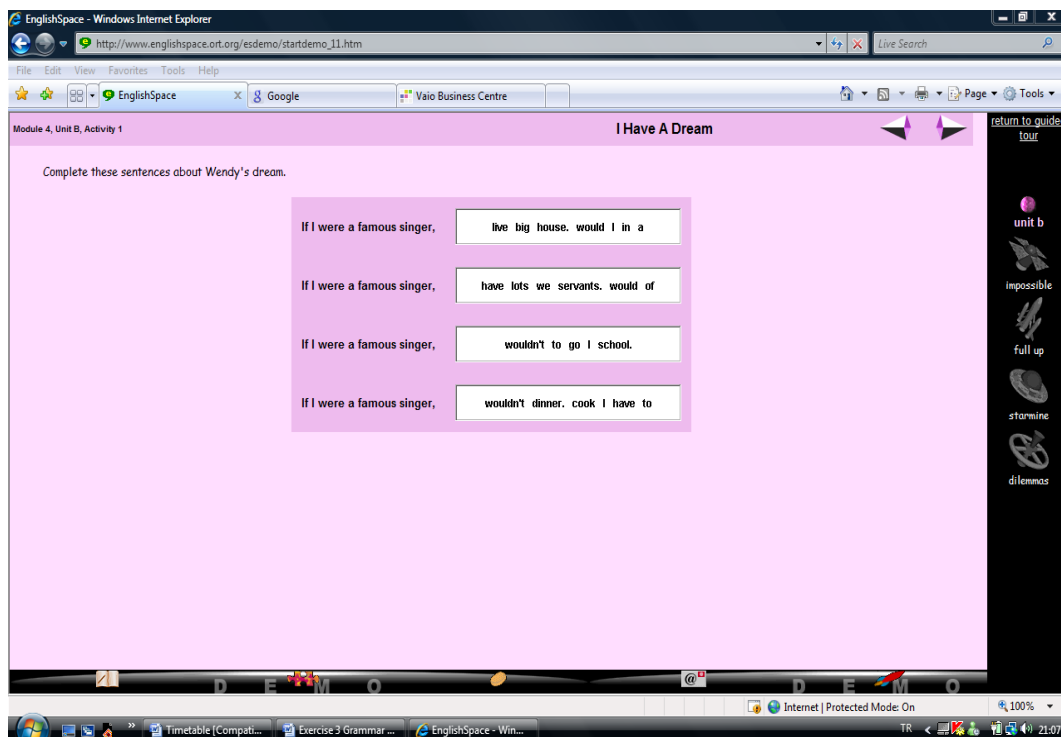 EnglishSpace - Windows Internet Explorer
http://www.englishspace.ort.org/esdemo/startdemo_11.htm
Live Search
File Edit View Favorites Tools Help
EnglishSpace X Google Vaio Business Centre Page Tools
Module 4, Unit B, Activity 1 I Have A Dream return to guide
tour
Complete these sentences about Wendy's dream.
If I were a famous singer, live big house. would I in a
unit b
If I were a famous singer, have lots we servants. would of
impossible
If I were a famous singer, wouldn't to go I school.
full up
If I were a famous singer, wouldn't dinner. cook I have to
starmine
dilemmas
D E M O @ D E M O
Internet | Protected Mode: On 100%
Timetable [Compati... Exercise 3 Grammar ... EnglishSpace - Win... TR 21:07